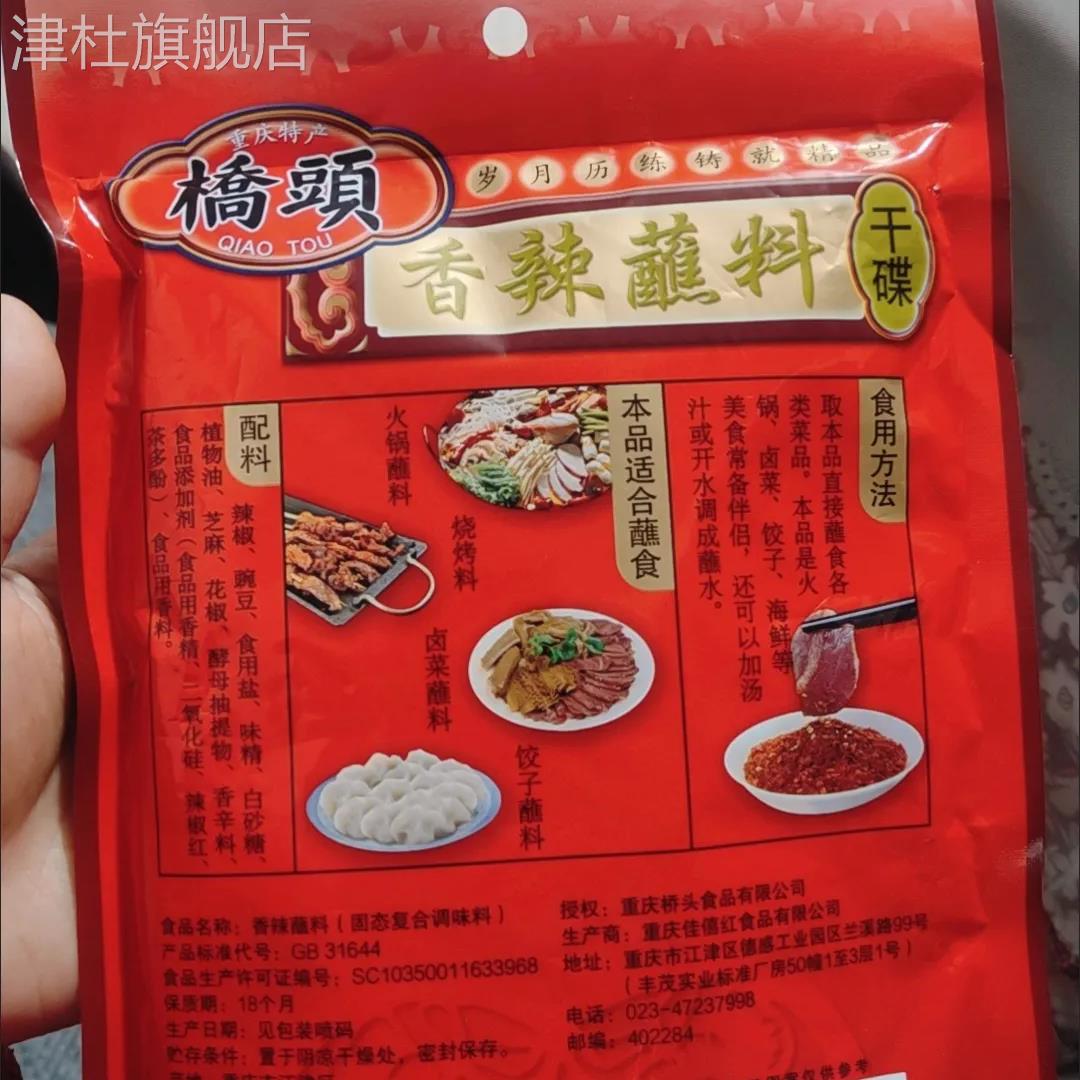 津杜旗舰店
重庆特产
橋頭
QIAO TOU
岁月历练铸就精品
香辣蘸料
干碟
食用方法
取本品直接蘸食各
类菜品。本品是火
锅、卤菜、饺子、海鲜等
美食常备伴侣，还可以加汤
汁或开水调成蘸水。
本品适合蘸食
火锅蘸料
烧烤料
卤菜蘸料
饺子蘸料
配料
辣椒、豌豆、食用盐、味精、白砂糖、
植物油、芝麻、花椒、酵母抽提物、香辛料、
食品添加剂（食品用香精、二氧化硅、辣椒红、
茶多酚）、食品用香料。
食品名称：香辣蘸料（固态复合调味料）
产品标准代号：GB 31644
食品生产许可证编号：SC10350011633968
保质期：18个月
生产日期：见包装喷码
贮存条件：置于阴凉干燥处，密封保存。
授权：重庆桥头食品有限公司
生产商：重庆佳僖红食品有限公司
地址：重庆市江津区德感工业园区兰溪路99号
（丰茂实业标准厂房50幢1至3层1号）
电话：023-47237998
邮编：402284
仅供参考